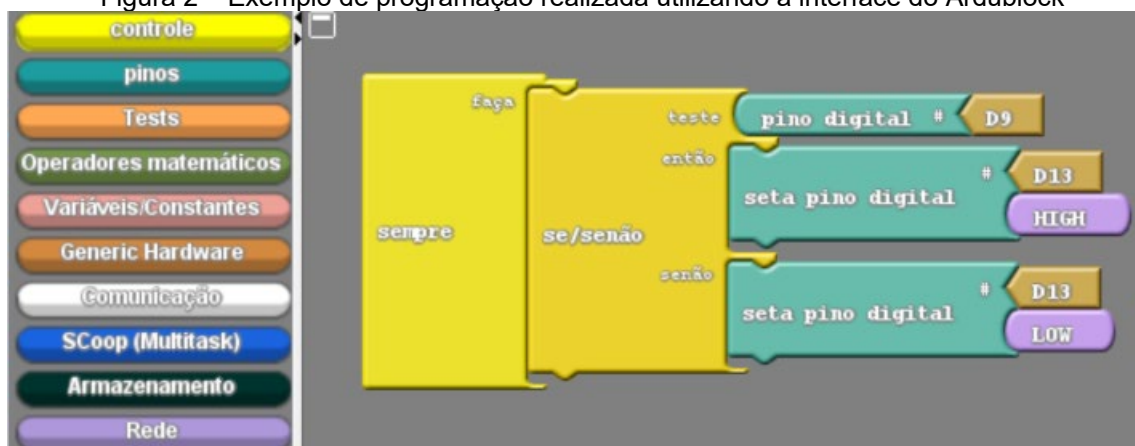 Figura 2 – Exemplo de programação realizada utilizando a interface do Ardublock
controle
pinos
Tests
Operadores matemáticos
Variáveis/Constantes
Generic Hardware
Comunicação
SCoop (Multitask)
Armazenamento
Rede
sempre
faça
se/senão
teste
pino digital # D9
então
seta pino digital # D13
HIGH
senão
seta pino digital # D13
LOW